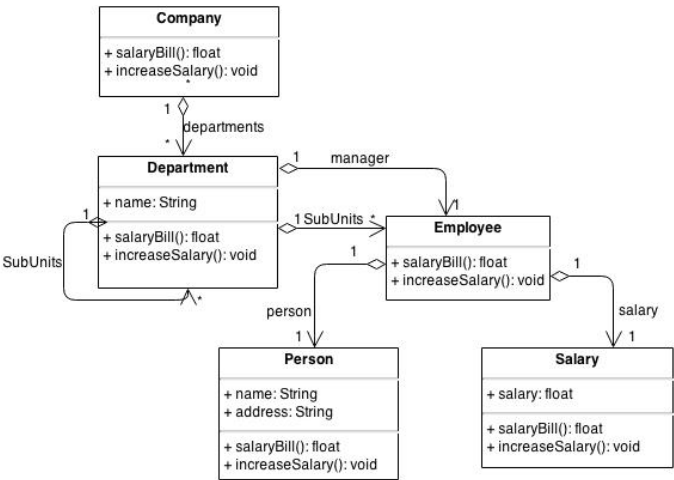 Company
+ salaryBill(): float
+ increaseSalary(): void
*
1
departments
*
Department
+ name: String
+ salaryBill(): float
+ increaseSalary(): void
1
manager
1
1
SubUnits
*
1 SubUnits *
Employee
+ salaryBill(): float
+ increaseSalary(): void
1
person
1
1
salary
1
Person
+ name: String
+ address: String
+ salaryBill(): float
+ increaseSalary(): void
Salary
+ salary: float
+ salaryBill(): float
+ increaseSalary(): void